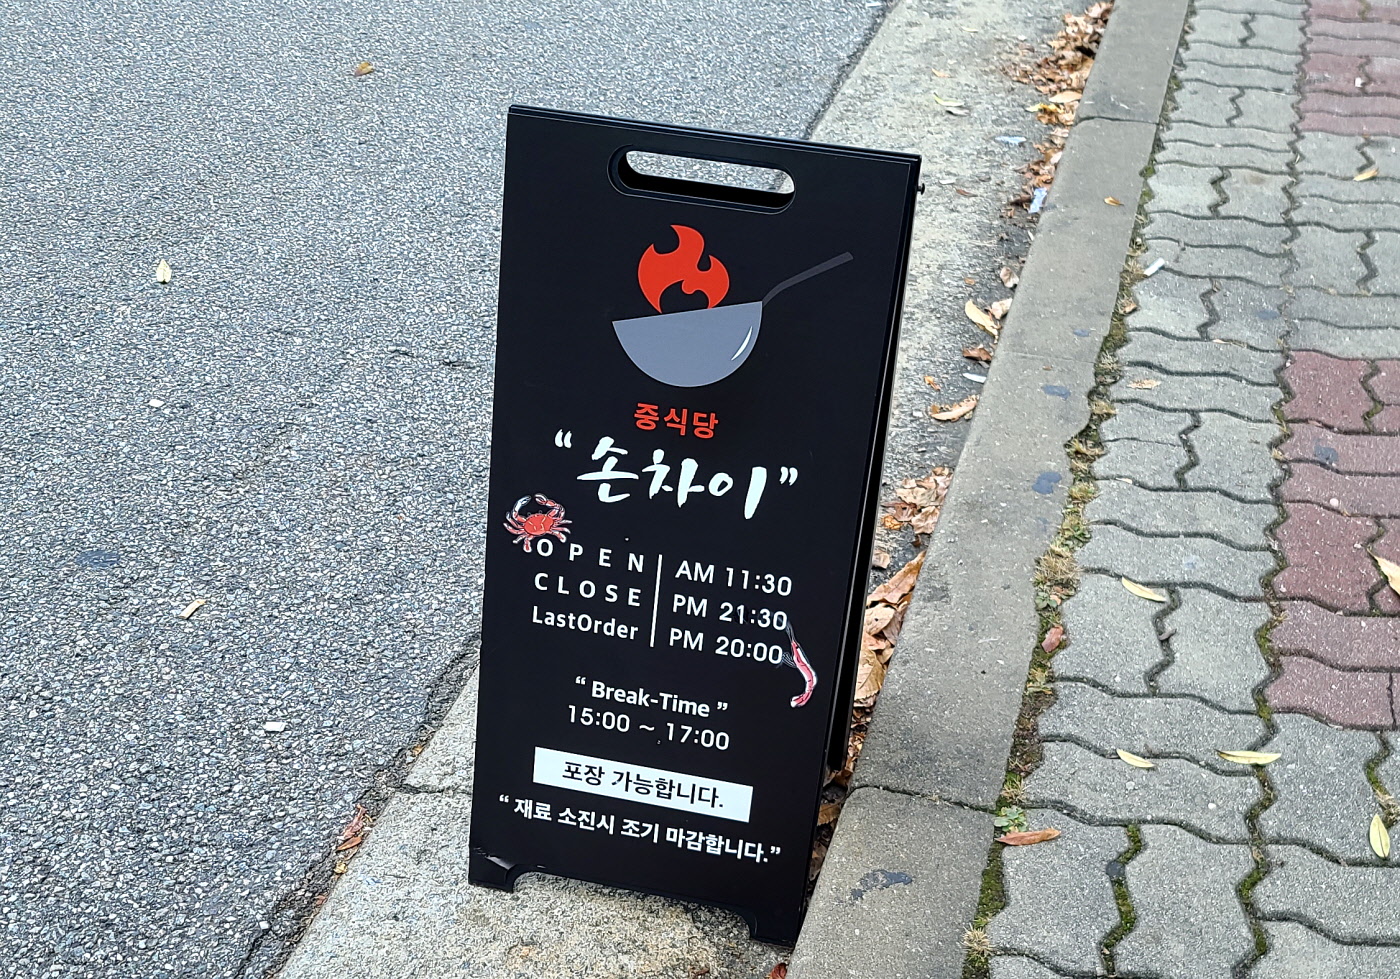 중식당
“손차이”
OPEN AM 11:30
CLOSE PM 21:30
LastOrder PM 20:00
“ Break-Time ”
15:00 ~ 17:00
포장 가능합니다.
“ 재료 소진시 조기 마감합니다.”